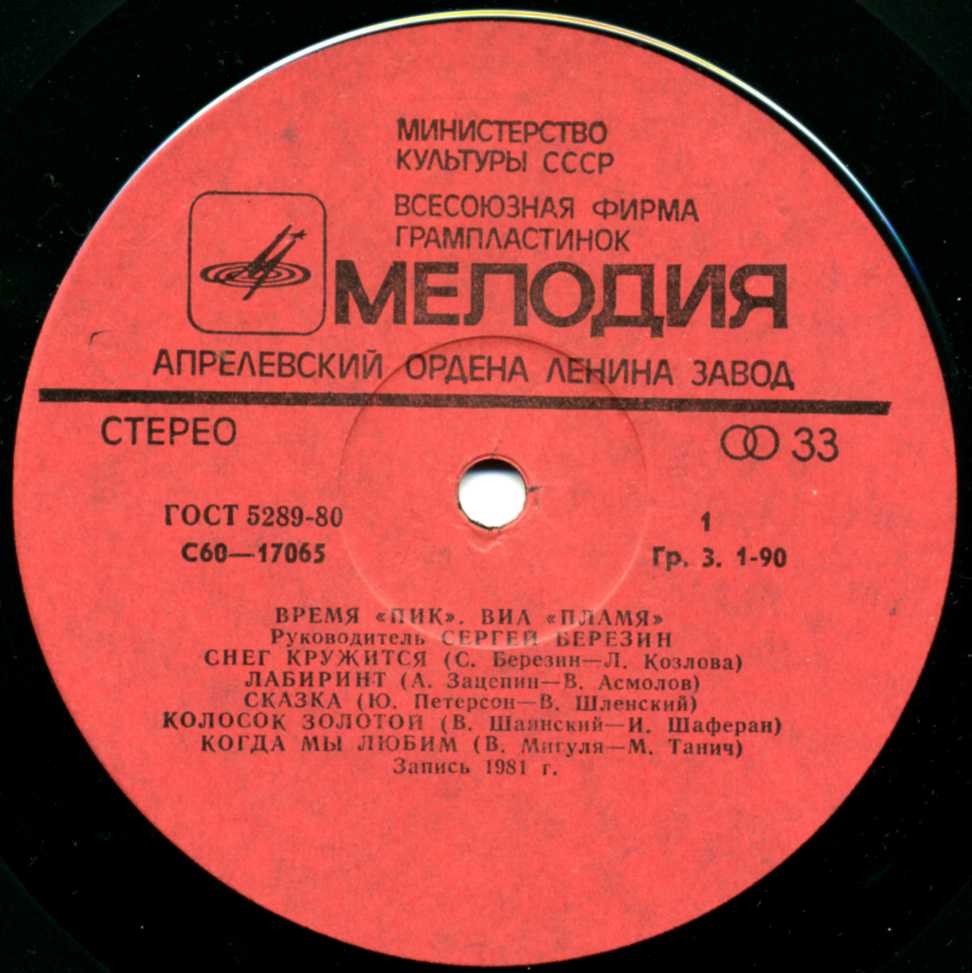 МИНИСТЕРСТВО
КУЛЬТУРЫ СССР
ВСЕСОЮЗНАЯ ФИРМА
ГРАМПЛАСТИНОК
МЕЛОДИЯ
АПРЕЛЕВСКИЙ ОРДЕНА ЛЕНИНА ЗАВОД
СТЕРЕО
33
ГОСТ 5289-80
1
С60—17065
Гр. 3. 1-90
ВРЕМЯ «ПИК». ВИА «ПЛАМЯ»
Руководитель СЕРГЕЙ БЕРЕЗИН
СНЕГ КРУЖИТСЯ (С. Березин—Л. Козлова)
ЛАБИРИНТ (А. Зацепин—В. Асмолов)
СКАЗКА (Ю. Петерсон—В. Шленский)
КОЛОСОК ЗОЛОТОЙ (В. Шаинский—И. Шаферан)
КОГДА МЫ ЛЮБИМ (В. Мигуля—М. Танич)
Запись 1981 г.